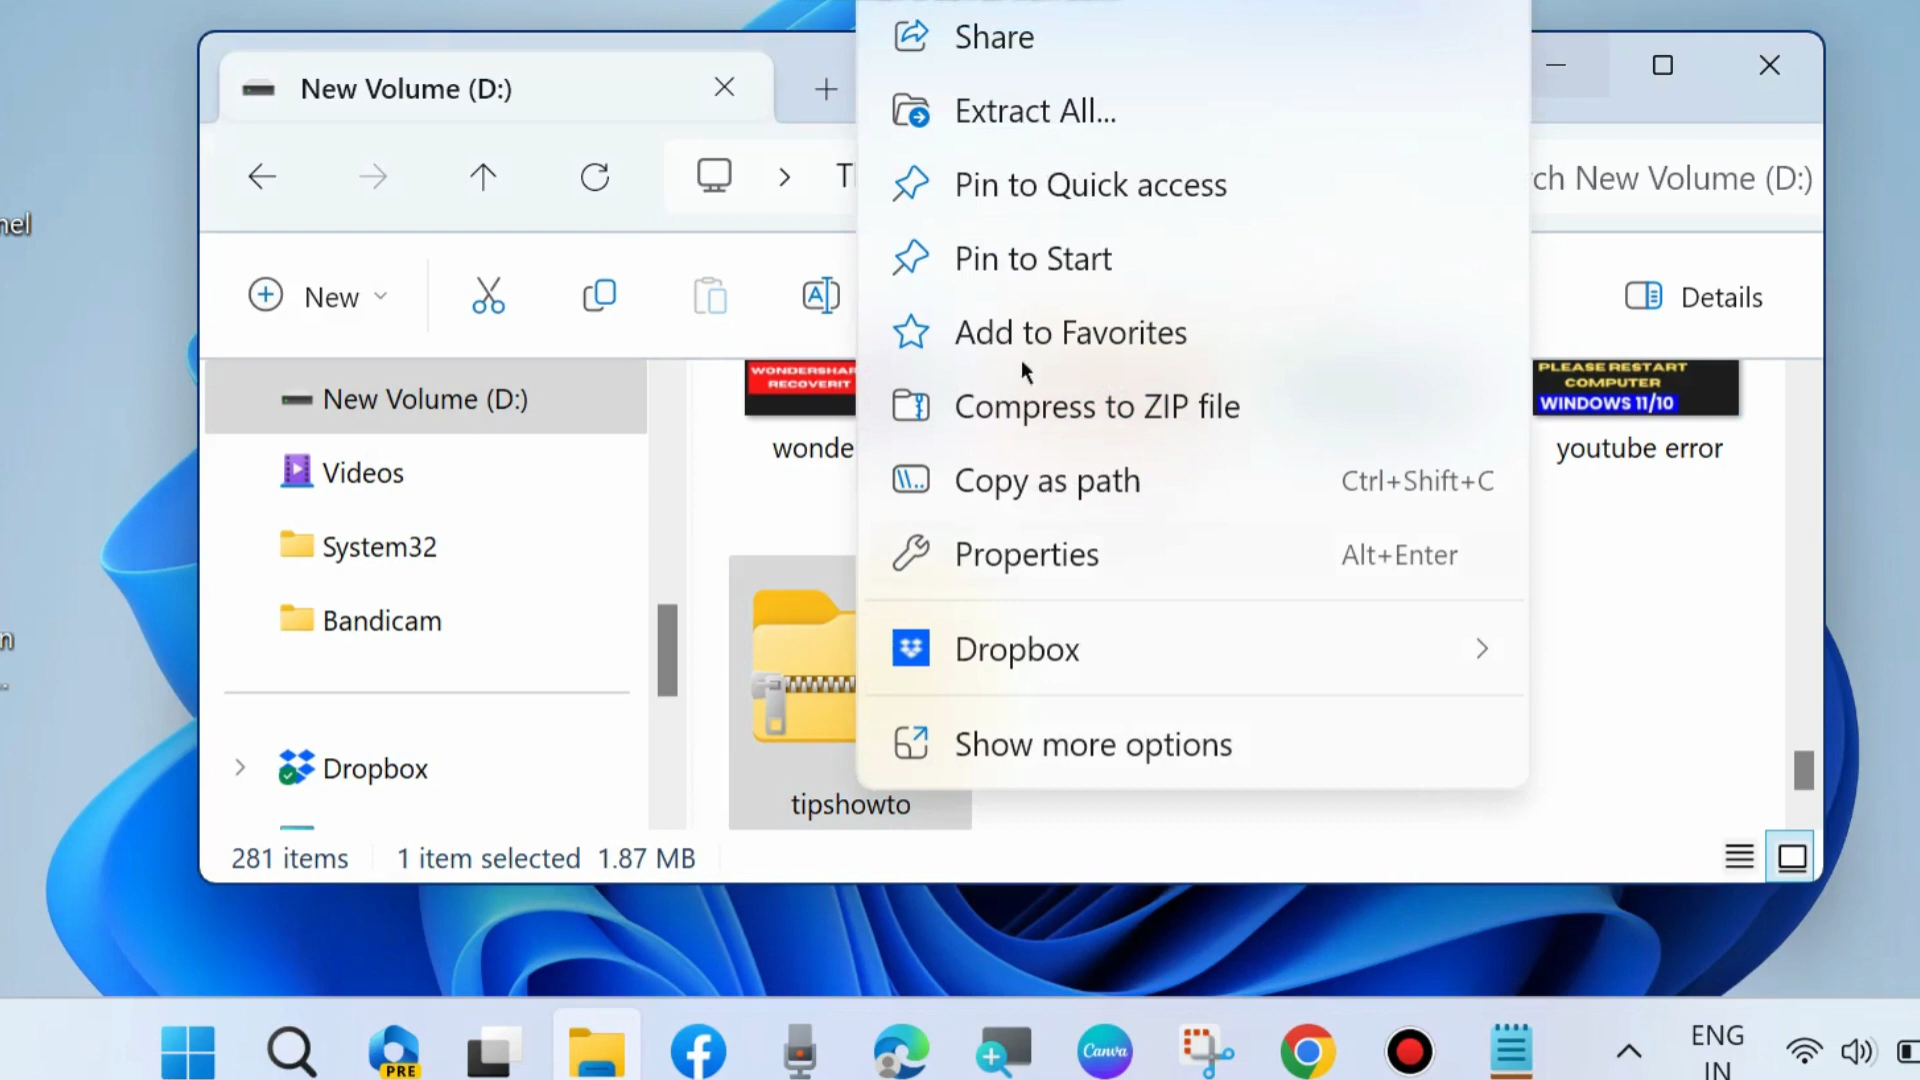 New Volume (D:)
ch New Volume (D:)
nel
New
Details
Share
Extract All...
Pin to Quick access
Pin to Start
Add to Favorites
Compress to ZIP file
Copy as path Ctrl+Shift+C
Properties Alt+Enter
Dropbox
Show more options
New Volume (D:)
Videos
System32
Bandicam
Dropbox
WONDERSHAR
RECOVERIT
wonde
PLEASE RESTART
COMPUTER
WINDOWS 11/10
youtube error
tipshowto
281 items 1 item selected 1.87 MB
PRE
Canva
ENG
IN